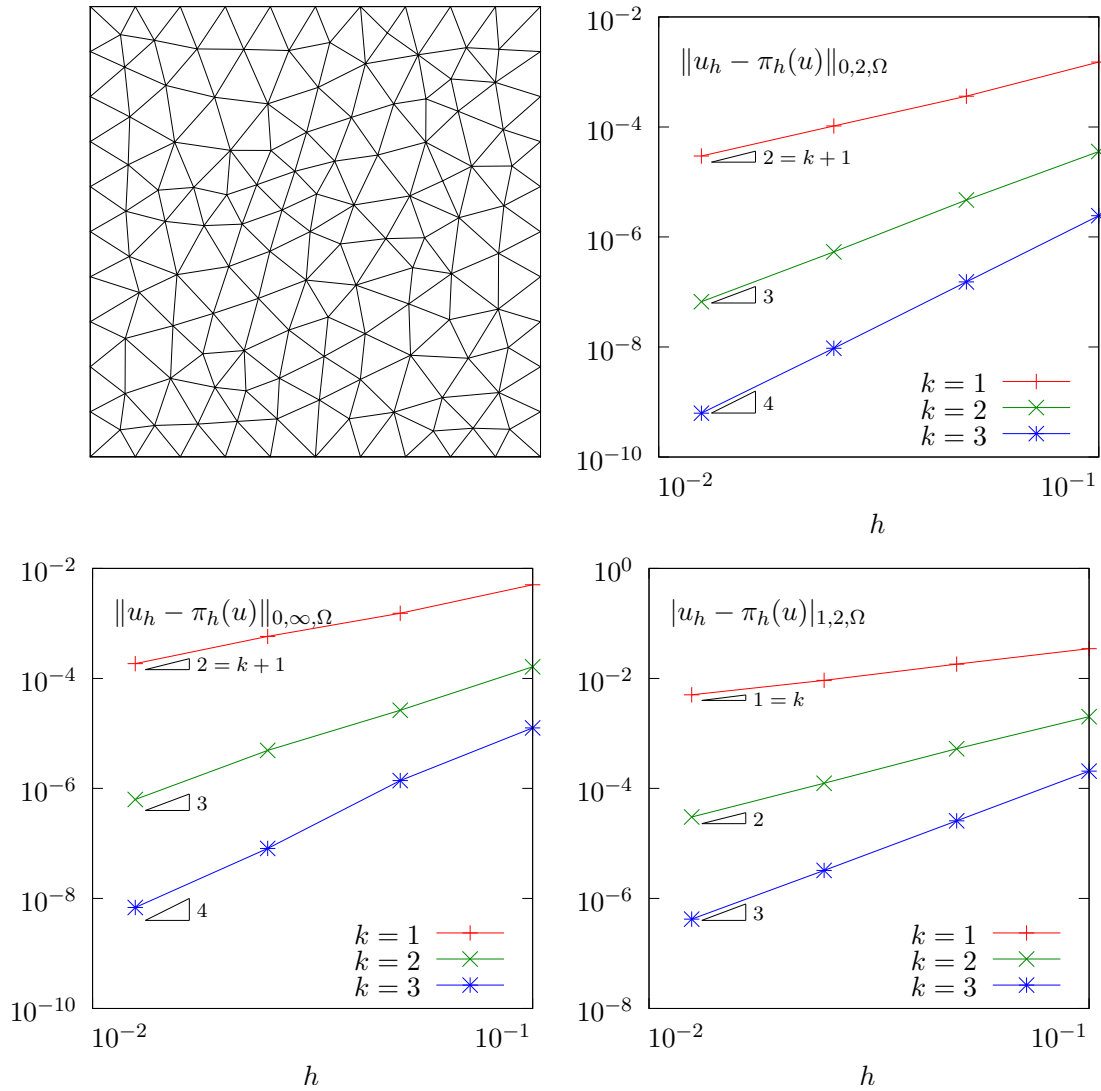 10⁻²
‖u_h − π_h(u)‖_{0,2,Ω}
10⁻⁴
2 = k + 1
10⁻⁶
3
10⁻⁸
k = 1
4
k = 2
k = 3
10⁻¹⁰
10⁻² 10⁻¹
h
10⁻²
‖u_h − π_h(u)‖_{0,∞,Ω}
2 = k + 1
10⁻⁴
10⁻⁶
3
10⁻⁸
4
k = 1
k = 2
k = 3
10⁻¹⁰
10⁻² 10⁻¹
h
10⁰
|u_h − π_h(u)|_{1,2,Ω}
10⁻²
1 = k
10⁻⁴
2
10⁻⁶
3
k = 1
k = 2
k = 3
10⁻⁸
10⁻² 10⁻¹
h